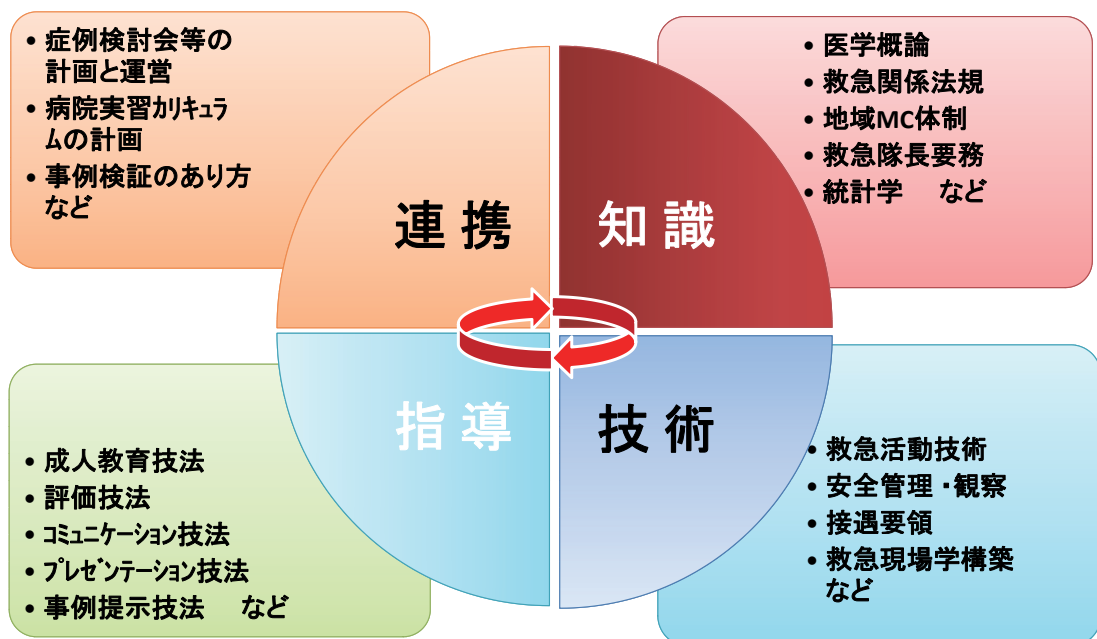 • 症例検討会等の
計画と運営
• 病院実習ｶﾘｷｭﾗ
ﾑの計画
• 事例検証のあり方
など
連 携
• 医学概論
• 救急関係法規
• 地域MC体制
• 救急隊長要務
• 統計学　など
知 識
指 導
• 成人教育技法
• 評価技法
• ｺﾐｭﾆｹｰｼｮﾝ技法
• ﾌﾟﾚｾﾞﾝﾃｰｼｮﾝ技法
• 事例提示技法　など
技 術
• 救急活動技術
• 安全管理・観察
• 接遇要領
• 救急現場学構築
など